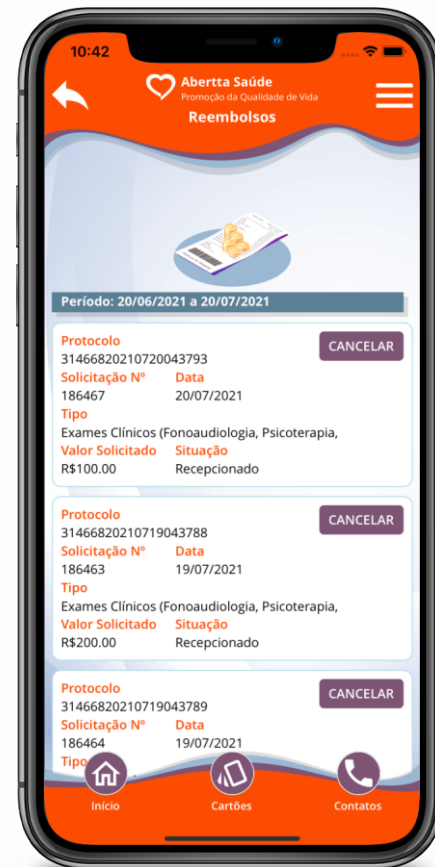 10:42
Abertta Saúde
Promoção da Qualidade de Vida
Reembolsos
Período: 20/06/2021 a 20/07/2021
Protocolo
CANCELAR
31466820210720043793
Solicitação Nº Data
186467 20/07/2021
Tipo
Exames Clínicos (Fonoaudiologia, Psicoterapia,
Valor Solicitado Situação
R$100.00 Recepcionado
Protocolo
CANCELAR
31466820210719043788
Solicitação Nº Data
186463 19/07/2021
Tipo
Exames Clínicos (Fonoaudiologia, Psicoterapia,
Valor Solicitado Situação
R$200.00 Recepcionado
Protocolo
CANCELAR
31466820210719043789
Solicitação Nº Data
186464 19/07/2021
Tipo
Início Cartões Contatos